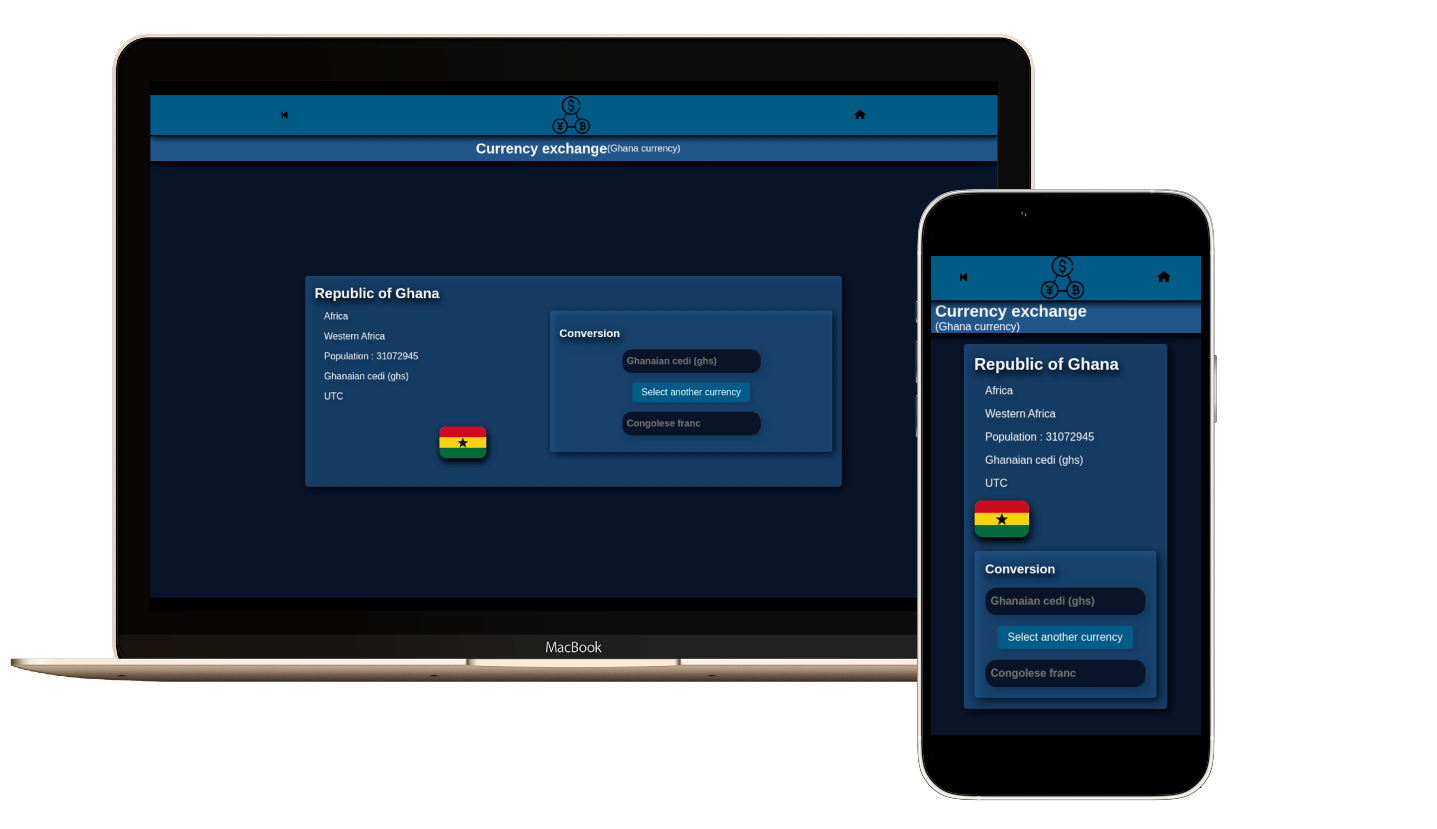 Currency exchange(Ghana currency)
Republic of Ghana
Africa
Western Africa
Population : 31072945
Ghanaian cedi (ghs)
UTC
Conversion
Ghanaian cedi (ghs)
Select another currency
Congolese franc
MacBook
Currency exchange
(Ghana currency)
Republic of Ghana
Africa
Western Africa
Population : 31072945
Ghanaian cedi (ghs)
UTC
Conversion
Ghanaian cedi (ghs)
Select another currency
Congolese franc